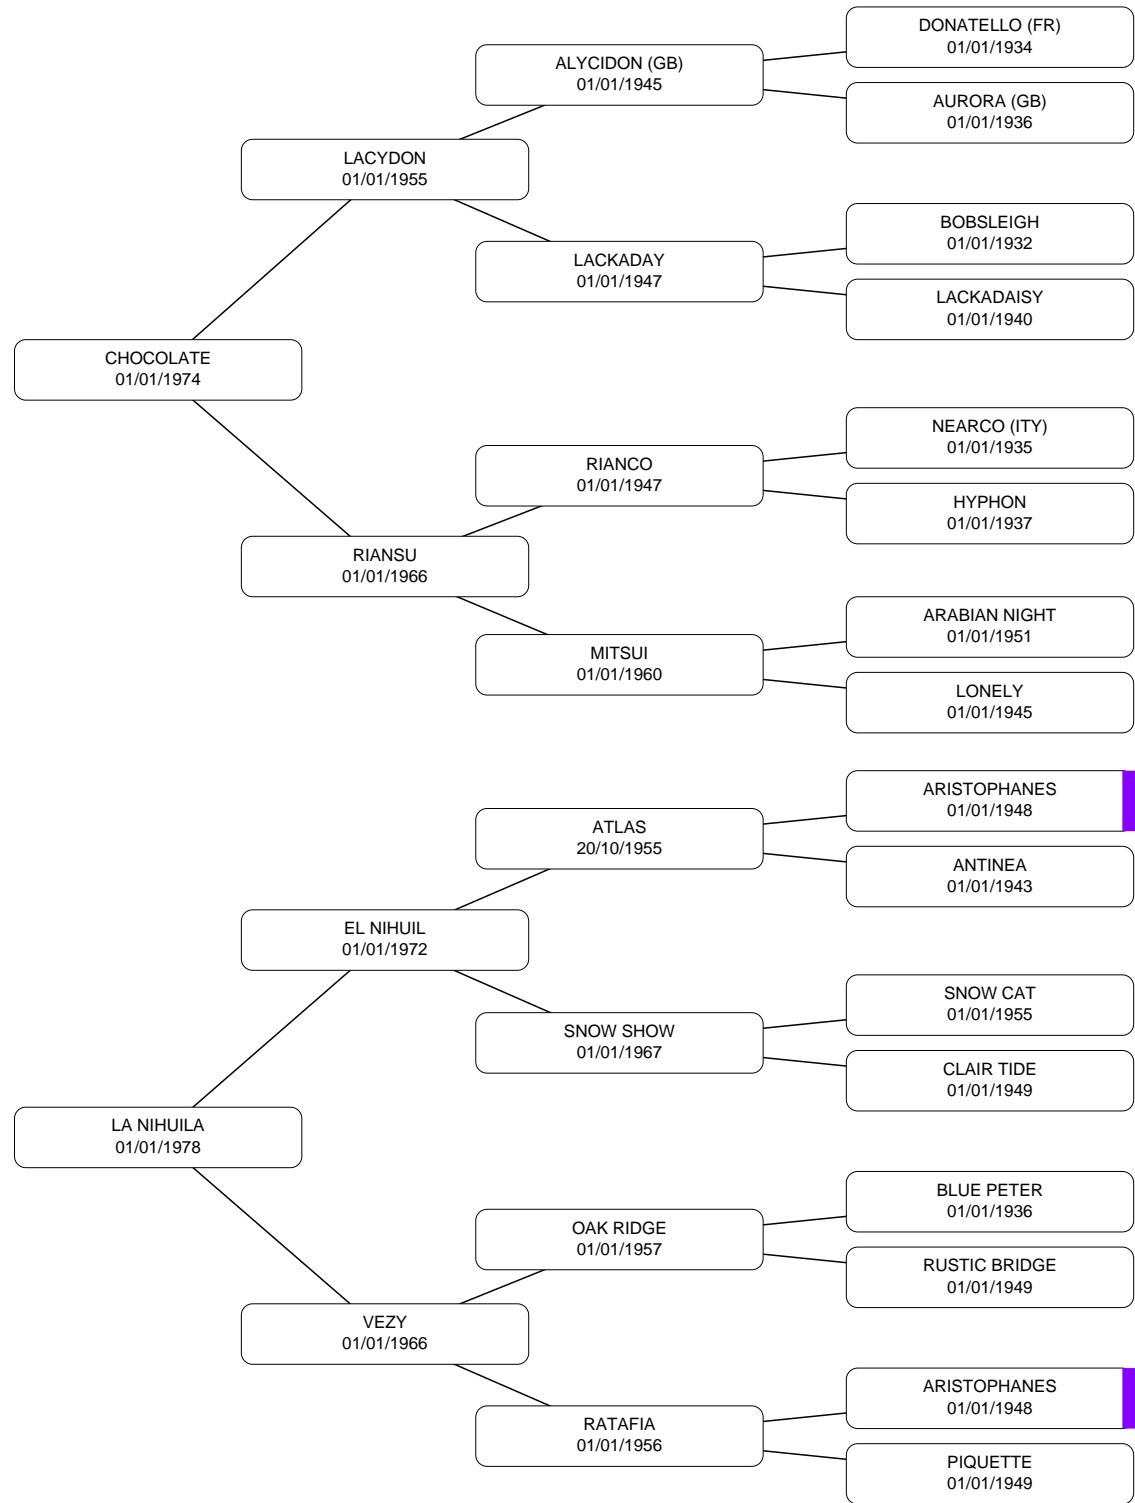 DONATELLO (FR)
01/01/1934
ALYCIDON (GB)
01/01/1945
AURORA (GB)
01/01/1936
LACYDON
01/01/1955
BOBSLEIGH
01/01/1932
LACKADAY
01/01/1947
LACKADAISY
01/01/1940
CHOCOLATE
01/01/1974
NEARCO (ITY)
01/01/1935
RIANCO
01/01/1947
HYPHON
01/01/1937
RIANSU
01/01/1966
ARABIAN NIGHT
01/01/1951
MITSUI
01/01/1960
LONELY
01/01/1945
ARISTOPHANES
01/01/1948
ATLAS
20/10/1955
ANTINEA
01/01/1943
EL NIHUIL
01/01/1972
SNOW CAT
01/01/1955
SNOW SHOW
01/01/1967
CLAIR TIDE
01/01/1949
LA NIHUILA
01/01/1978
BLUE PETER
01/01/1936
OAK RIDGE
01/01/1957
RUSTIC BRIDGE
01/01/1949
VEZY
01/01/1966
ARISTOPHANES
01/01/1948
RATAFIA
01/01/1956
PIQUETTE
01/01/1949